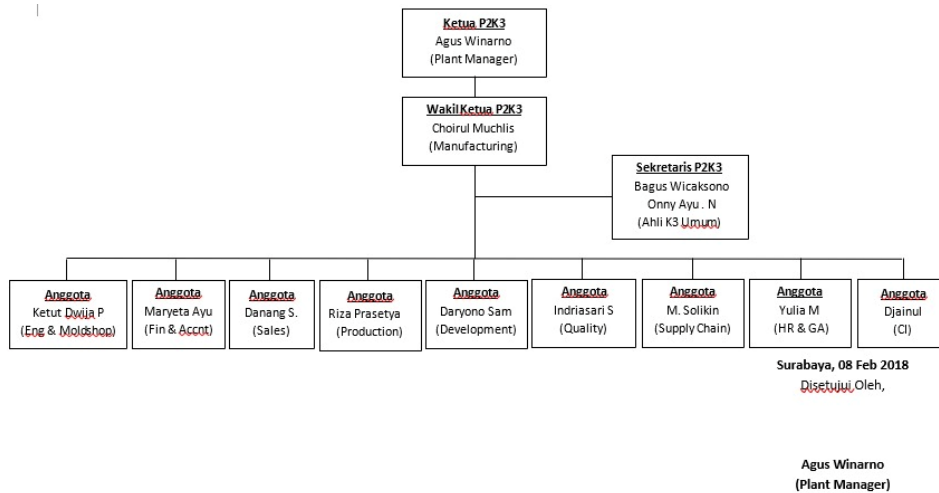 Ketua P2K3
Agus Winarno
(Plant Manager)
Wakil Ketua P2K3
Choirul Muchlis
(Manufacturing)
Sekretaris P2K3
Bagus Wicaksono
Onny Ayu . N
(Ahli K3 Umum)
Anggota
Ketut Dwija P
(Eng & Moldshop)
Anggota
Maryeta Ayu
(Fin & Accnt)
Anggota
Danang S.
(Sales)
Anggota
Riza Prasetya
(Production)
Anggota
Daryono Sam
(Development)
Anggota
Indriasari S
(Quality)
Anggota
M. Solikin
(Supply Chain)
Anggota
Yulia M
(HR & GA)
Anggota
Djainul
(CI)
Surabaya, 08 Feb 2018
Disetujui Oleh,
Agus Winarno
(Plant Manager)